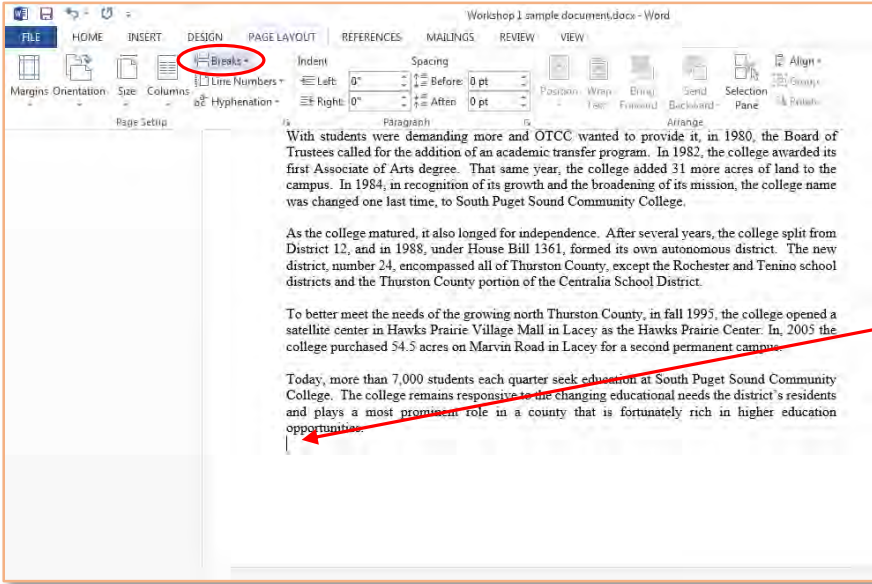 Workshop 1 sample document.docx - Word
FILE HOME INSERT DESIGN PAGE LAYOUT REFERENCES MAILINGS REVIEW VIEW
Breaks Indent Spacing Align
Line Numbers Left: 0" Before: 0 pt Group
Margins Orientation Size Columns Hyphenation Right: 0" After: 0 pt Position Wrap Text Bring Forward Send Backward Selection Pane Rotate
Page Setup Paragraph Arrange
With students were demanding more and OTCC wanted to provide it, in 1980, the Board of
Trustees called for the addition of an academic transfer program. In 1982, the college awarded its
first Associate of Arts degree. That same year, the college added 31 more acres of land to the
campus. In 1984, in recognition of its growth and the broadening of its mission, the college name
was changed one last time, to South Puget Sound Community College.
As the college matured, it also longed for independence. After several years, the college split from
District 12, and in 1988, under House Bill 1361, formed its own autonomous district. The new
district, number 24, encompassed all of Thurston County, except the Rochester and Tenino school
districts and the Thurston County portion of the Centralia School District.
To better meet the needs of the growing north Thurston County, in fall 1995, the college opened a
satellite center in Hawks Prairie Village Mall in Lacey as the Hawks Prairie Center. In, 2005 the
college purchased 54.5 acres on Marvin Road in Lacey for a second permanent campus.
Today, more than 7,000 students each quarter seek education at South Puget Sound Community
College. The college remains responsive to the changing educational needs the district's residents
and plays a most prominent role in a county that is fortunately rich in higher education
opportunities.